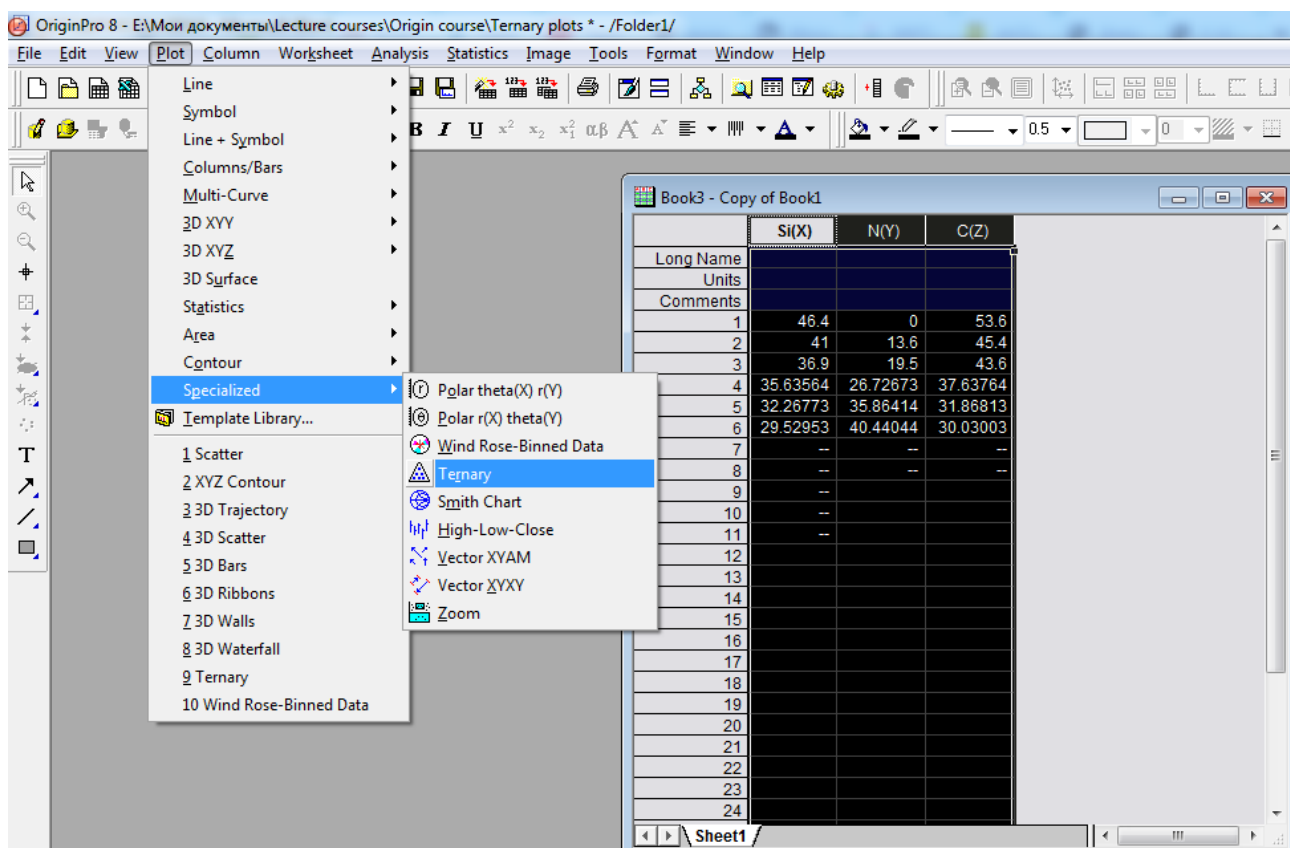 OriginPro 8 - E:\Мои документы\Lecture courses\Origin course\Ternary plots * - /Folder1/
File Edit View Plot Column Worksheet Analysis Statistics Image Tools Format Window Help
B I U x² x₂ αβ A A A 0.5 0
Line
Symbol
Line + Symbol
Columns/Bars
Multi-Curve
3D XYY
3D XYZ
3D Surface
Statistics
Area
Contour
Specialized
Template Library...
1 Scatter
2 XYZ Contour
3 3D Trajectory
4 3D Scatter
5 3D Bars
6 3D Ribbons
7 3D Walls
8 3D Waterfall
9 Ternary
10 Wind Rose-Binned Data
Polar theta(X) r(Y)
Polar r(X) theta(Y)
Wind Rose-Binned Data
Ternary
Smith Chart
High-Low-Close
Vector XYAM
Vector XYXY
Zoom
T
Book3 - Copy of Book1
Si(X) N(Y) C(Z)
Long Name
Units
Comments
1 46.4 0 53.6
2 41 13.6 45.4
3 36.9 19.5 43.6
4 35.63564 26.72673 37.63764
5 32.26773 35.86414 31.86813
6 29.52953 40.44044 30.03003
7 -- -- --
8 -- -- --
9 --
10 --
11 --
12
13
14
15
16
17
18
19
20
21
22
23
24
Sheet1